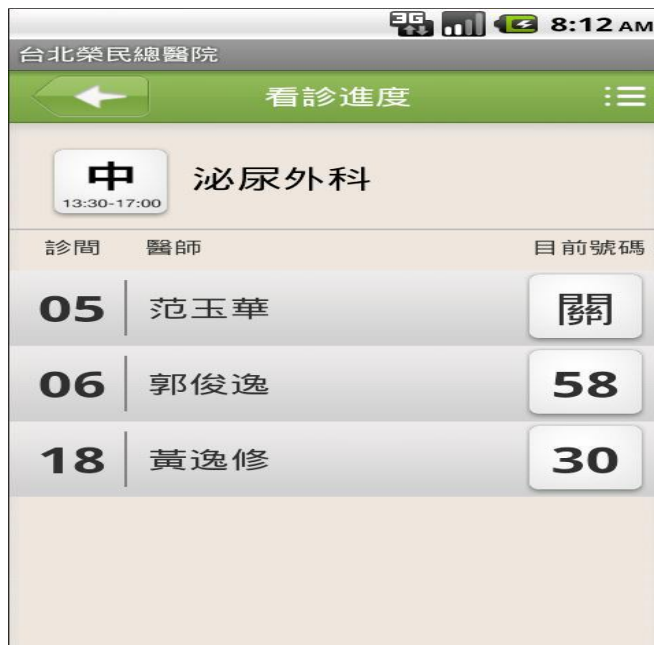 3G 8:12 AM
台北榮民總醫院
看診進度
中 泌尿外科
13:30-17:00
診間 醫師 目前號碼
05 范玉華 關
06 郭俊逸 58
18 黃逸修 30